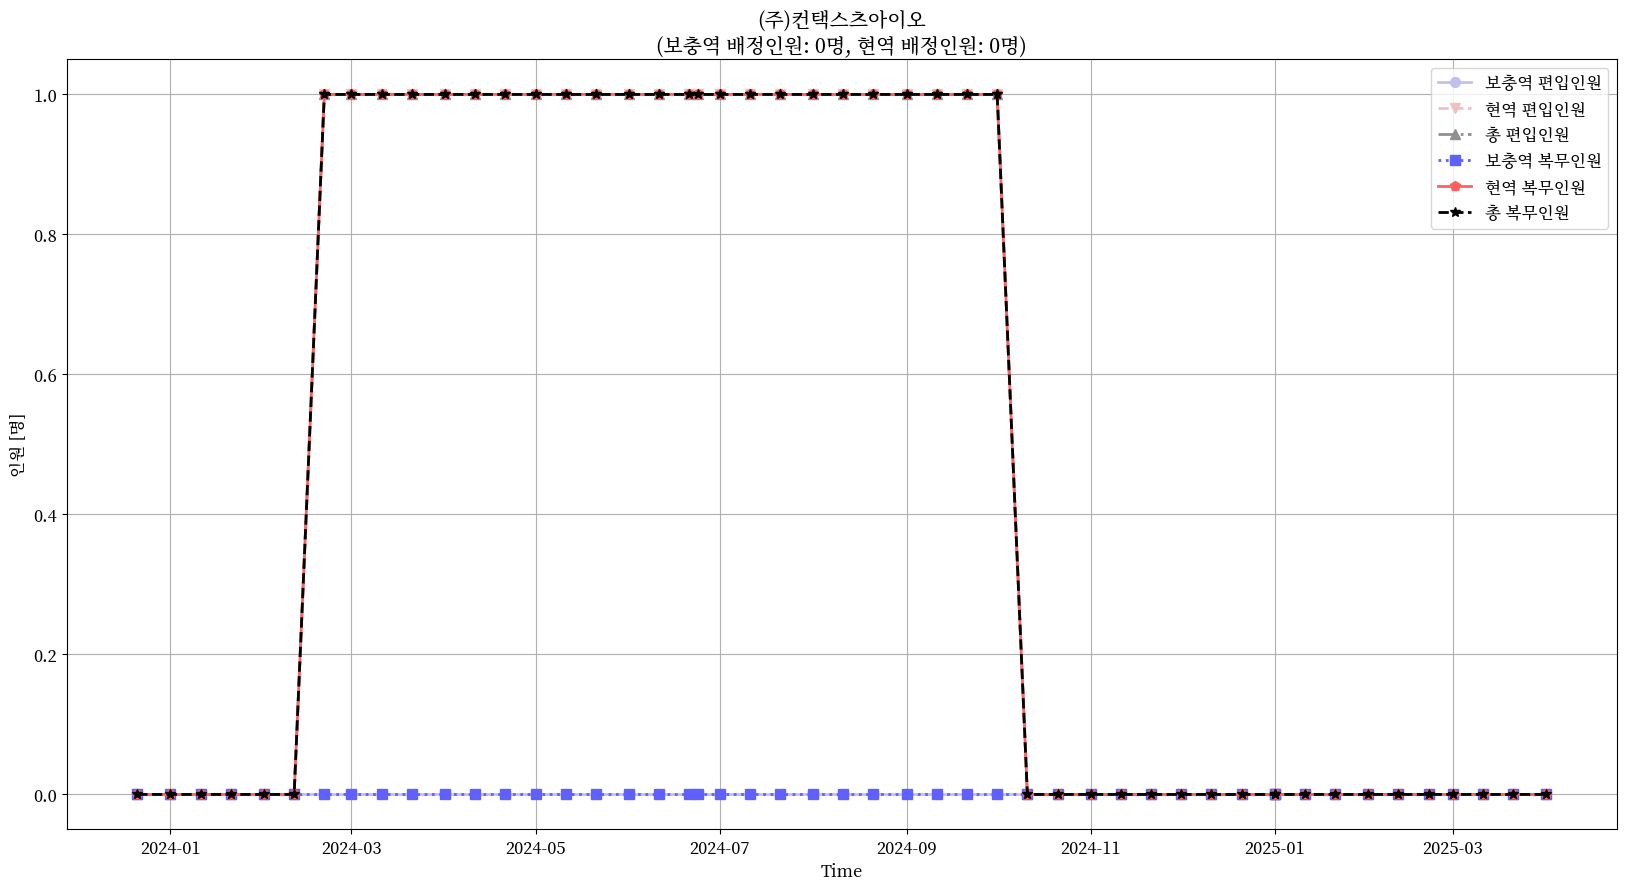 (주)컨택스츠아이오
(보충역 배정인원: 0명, 현역 배정인원: 0명)
보충역 편입인원
현역 편입인원
총 편입인원
보충역 복무인원
현역 복무인원
총 복무인원
인원 [명]
1.0
0.8
0.6
0.4
0.2
0.0
2024-01
2024-03
2024-05
2024-07
2024-09
2024-11
2025-01
2025-03
Time